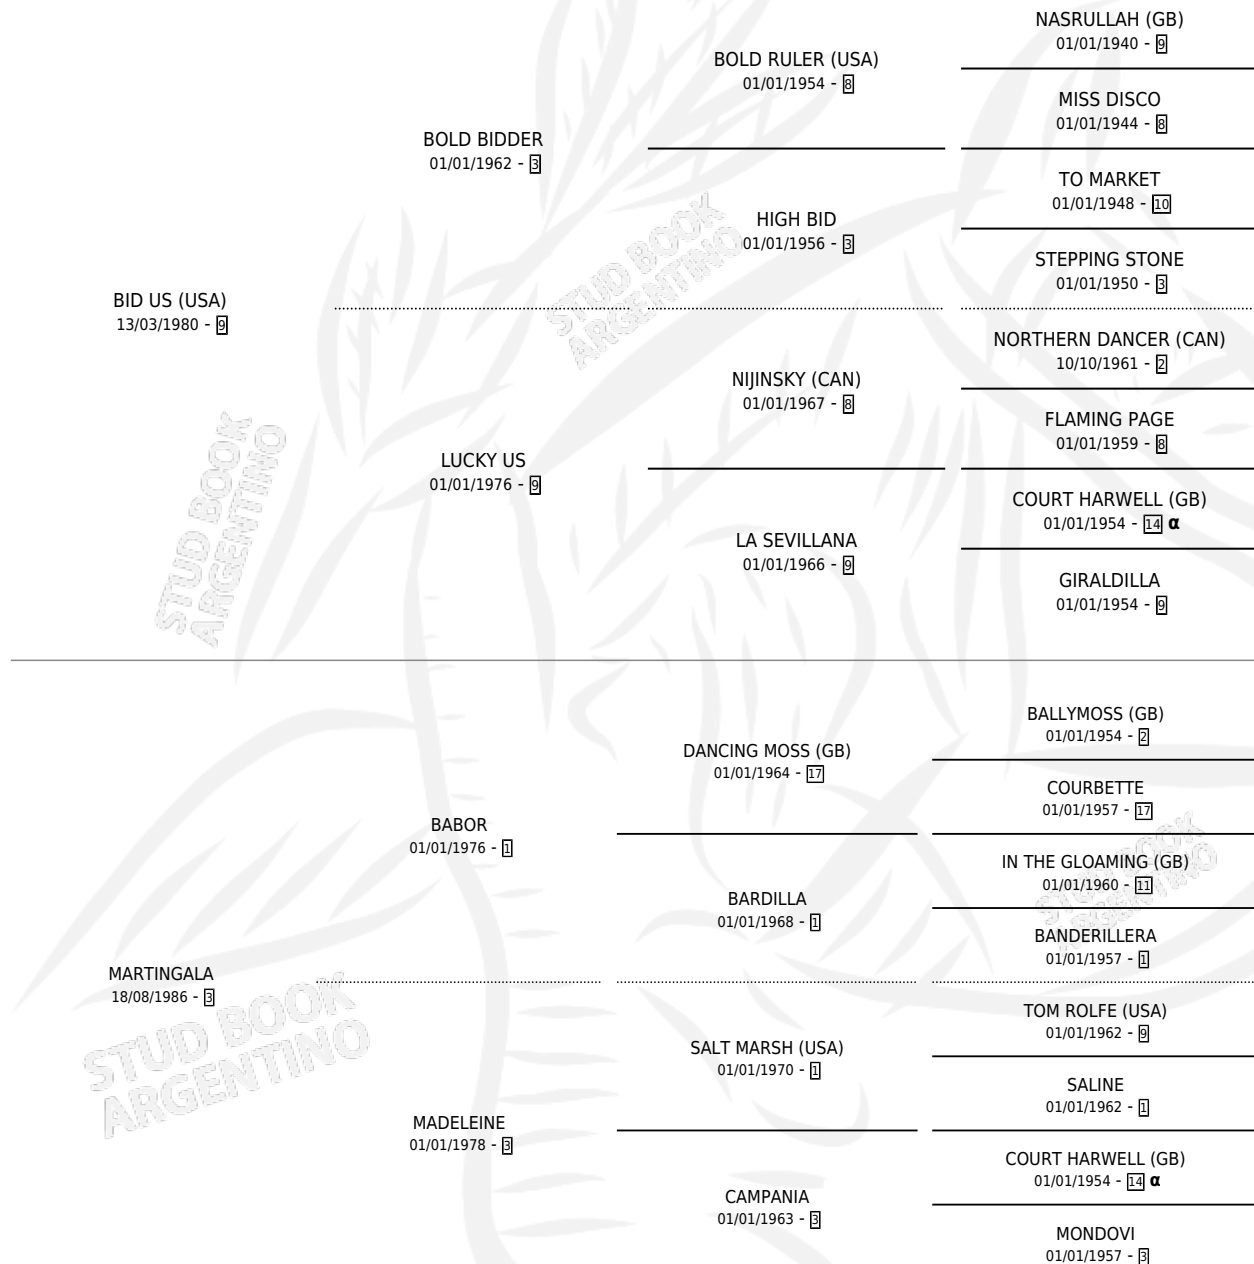 NASRULLAH (GB)
01/01/1940 - 9
BOLD RULER (USA)
01/01/1954 - 8
MISS DISCO
01/01/1944 - 8
BOLD BIDDER
01/01/1962 - 3
TO MARKET
01/01/1948 - 10
HIGH BID
01/01/1956 - 3
STEPPING STONE
01/01/1950 - 3
BID US (USA)
13/03/1980 - 9
NORTHERN DANCER (CAN)
10/10/1961 - 2
NIJINSKY (CAN)
01/01/1967 - 8
FLAMING PAGE
01/01/1959 - 8
LUCKY US
01/01/1976 - 9
COURT HARWELL (GB)
01/01/1954 - 14 α
LA SEVILLANA
01/01/1966 - 9
GIRALDILLA
01/01/1954 - 9
BALLYMOSS (GB)
01/01/1954 - 2
DANCING MOSS (GB)
01/01/1964 - 17
COURBETTE
01/01/1957 - 17
BABOR
01/01/1976 - 1
IN THE GLOAMING (GB)
01/01/1960 - 11
BARDILLA
01/01/1968 - 1
BANDERILLERA
01/01/1957 - 1
MARTINGALA
18/08/1986 - 3
TOM ROLFE (USA)
01/01/1962 - 9
SALT MARSH (USA)
01/01/1970 - 1
SALINE
01/01/1962 - 1
MADELEINE
01/01/1978 - 3
COURT HARWELL (GB)
01/01/1954 - 14 α
CAMPANIA
01/01/1963 - 3
MONDOVI
01/01/1957 - 3
STUD BOOK
ARGENTINO
STUD BOOK
ARGENTINO
STUD BOOK
ARGENTINO
STUD BOOK
ARGENTINO